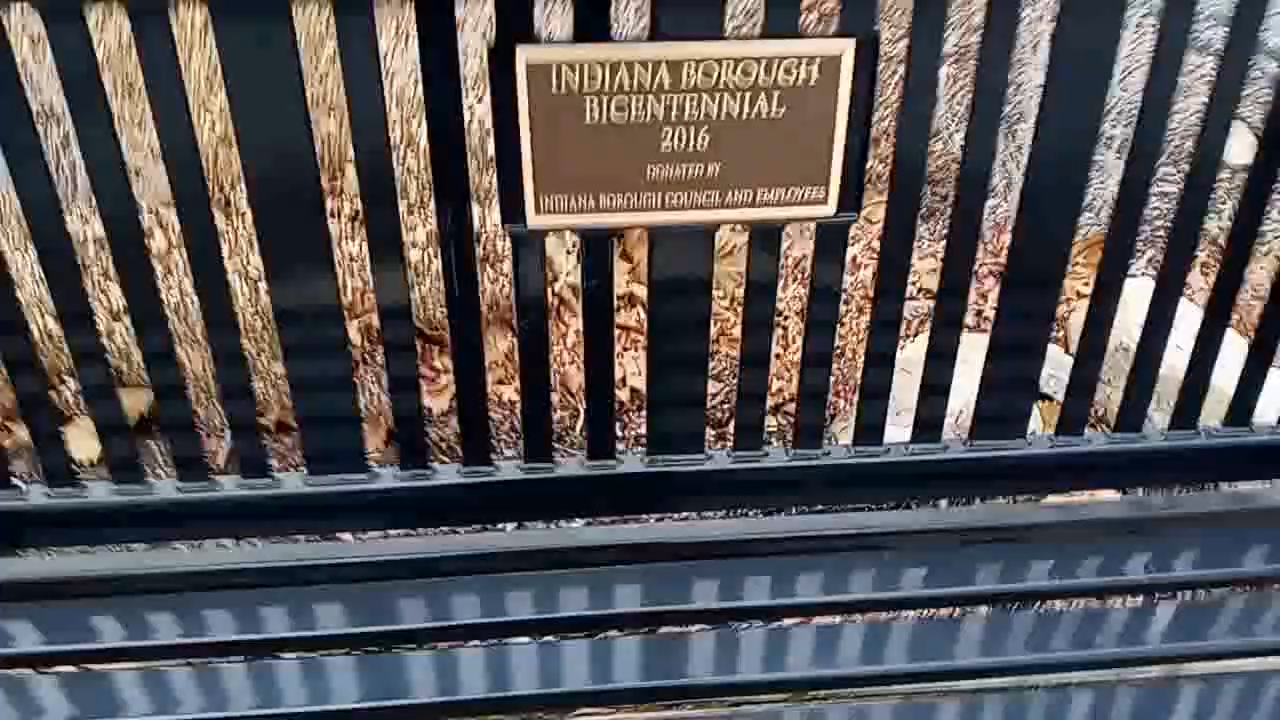 INDIANA BOROUGH
BICENTENNIAL
2016
DONATED BY
INDIANA BOROUGH COUNCIL AND EMPLOYEES